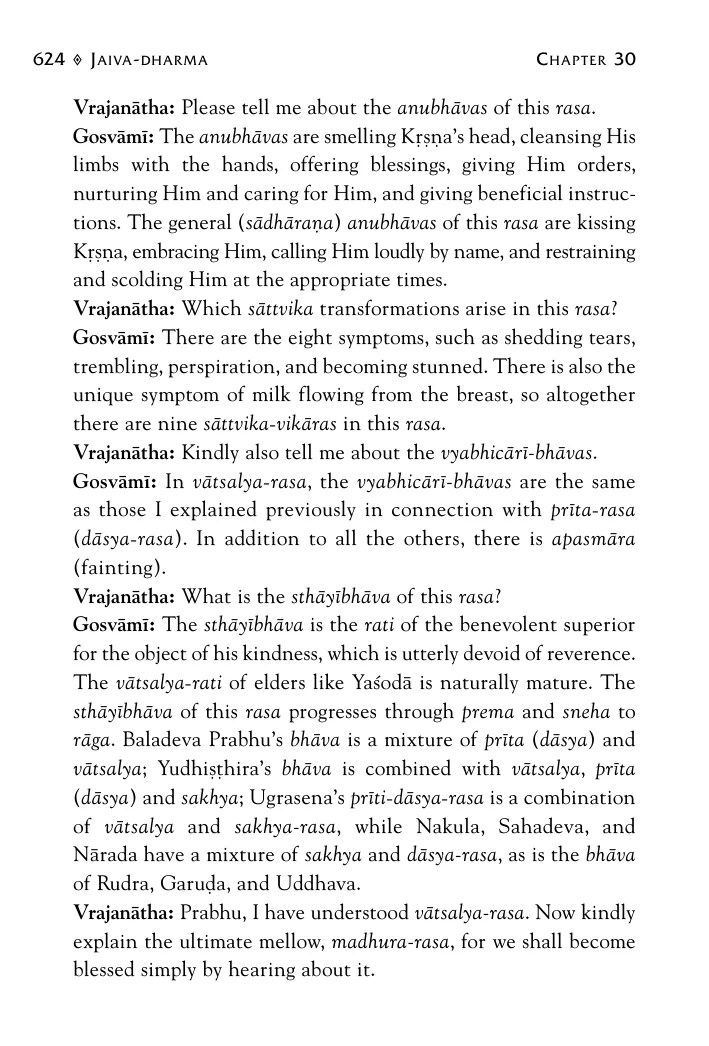 624 ⟡ JAIVA-DHARMA CHAPTER 30
Vrajanātha: Please tell me about the anubhāvas of this rasa.
Gosvāmī: The anubhāvas are smelling Kṛṣṇa's head, cleansing His
limbs with the hands, offering blessings, giving Him orders,
nurturing Him and caring for Him, and giving beneficial instruc-
tions. The general (sādhāraṇa) anubhāvas of this rasa are kissing
Kṛṣṇa, embracing Him, calling Him loudly by name, and restraining
and scolding Him at the appropriate times.
Vrajanātha: Which sāttvika transformations arise in this rasa?
Gosvāmī: There are the eight symptoms, such as shedding tears,
trembling, perspiration, and becoming stunned. There is also the
unique symptom of milk flowing from the breast, so altogether
there are nine sāttvika-vikāras in this rasa.
Vrajanātha: Kindly also tell me about the vyabhicārī-bhāvas.
Gosvāmī: In vātsalya-rasa, the vyabhicārī-bhāvas are the same
as those I explained previously in connection with prīta-rasa
(dāsya-rasa). In addition to all the others, there is apasmāra
(fainting).
Vrajanātha: What is the sthāyībhāva of this rasa?
Gosvāmī: The sthāyībhāva is the rati of the benevolent superior
for the object of his kindness, which is utterly devoid of reverence.
The vātsalya-rati of elders like Yaśodā is naturally mature. The
sthāyībhāva of this rasa progresses through prema and sneha to
rāga. Baladeva Prabhu's bhāva is a mixture of prīta (dāsya) and
vātsalya; Yudhiṣṭhira's bhāva is combined with vātsalya, prīta
(dāsya) and sakhya; Ugrasena's prīti-dāsya-rasa is a combination
of vātsalya and sakhya-rasa, while Nakula, Sahadeva, and
Nārada have a mixture of sakhya and dāsya-rasa, as is the bhāva
of Rudra, Garuḍa, and Uddhava.
Vrajanātha: Prabhu, I have understood vātsalya-rasa. Now kindly
explain the ultimate mellow, madhura-rasa, for we shall become
blessed simply by hearing about it.